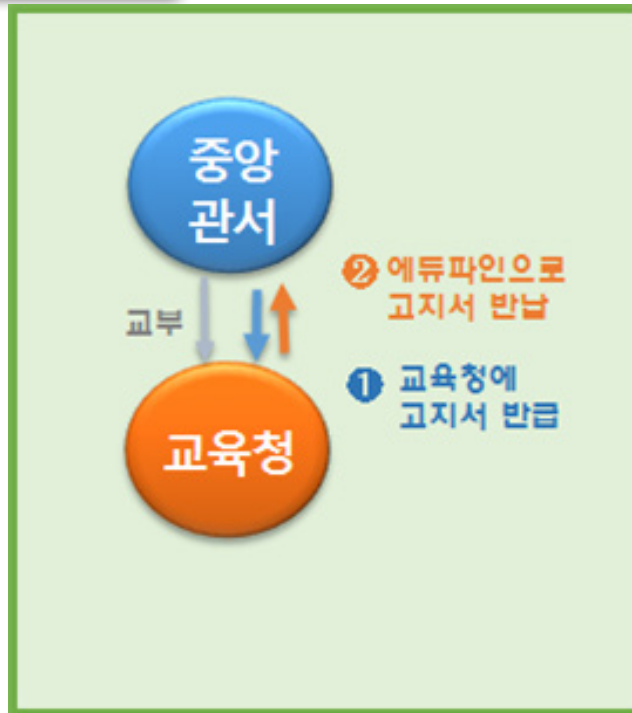 중앙
관서
❷ 에듀파인으로
고지서 반납
교부
❶ 교육청에
고지서 반급
교육청